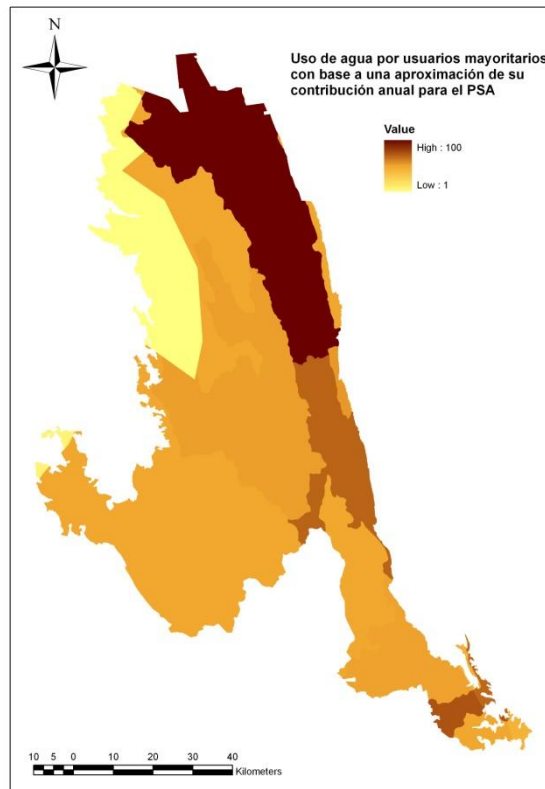 N
Uso de agua por usuarios mayoritarios
con base a una aproximación de su
contribución anual para el PSA
Value
High : 100
Low : 1
10 5 0 10 20 30 40
Kilometers